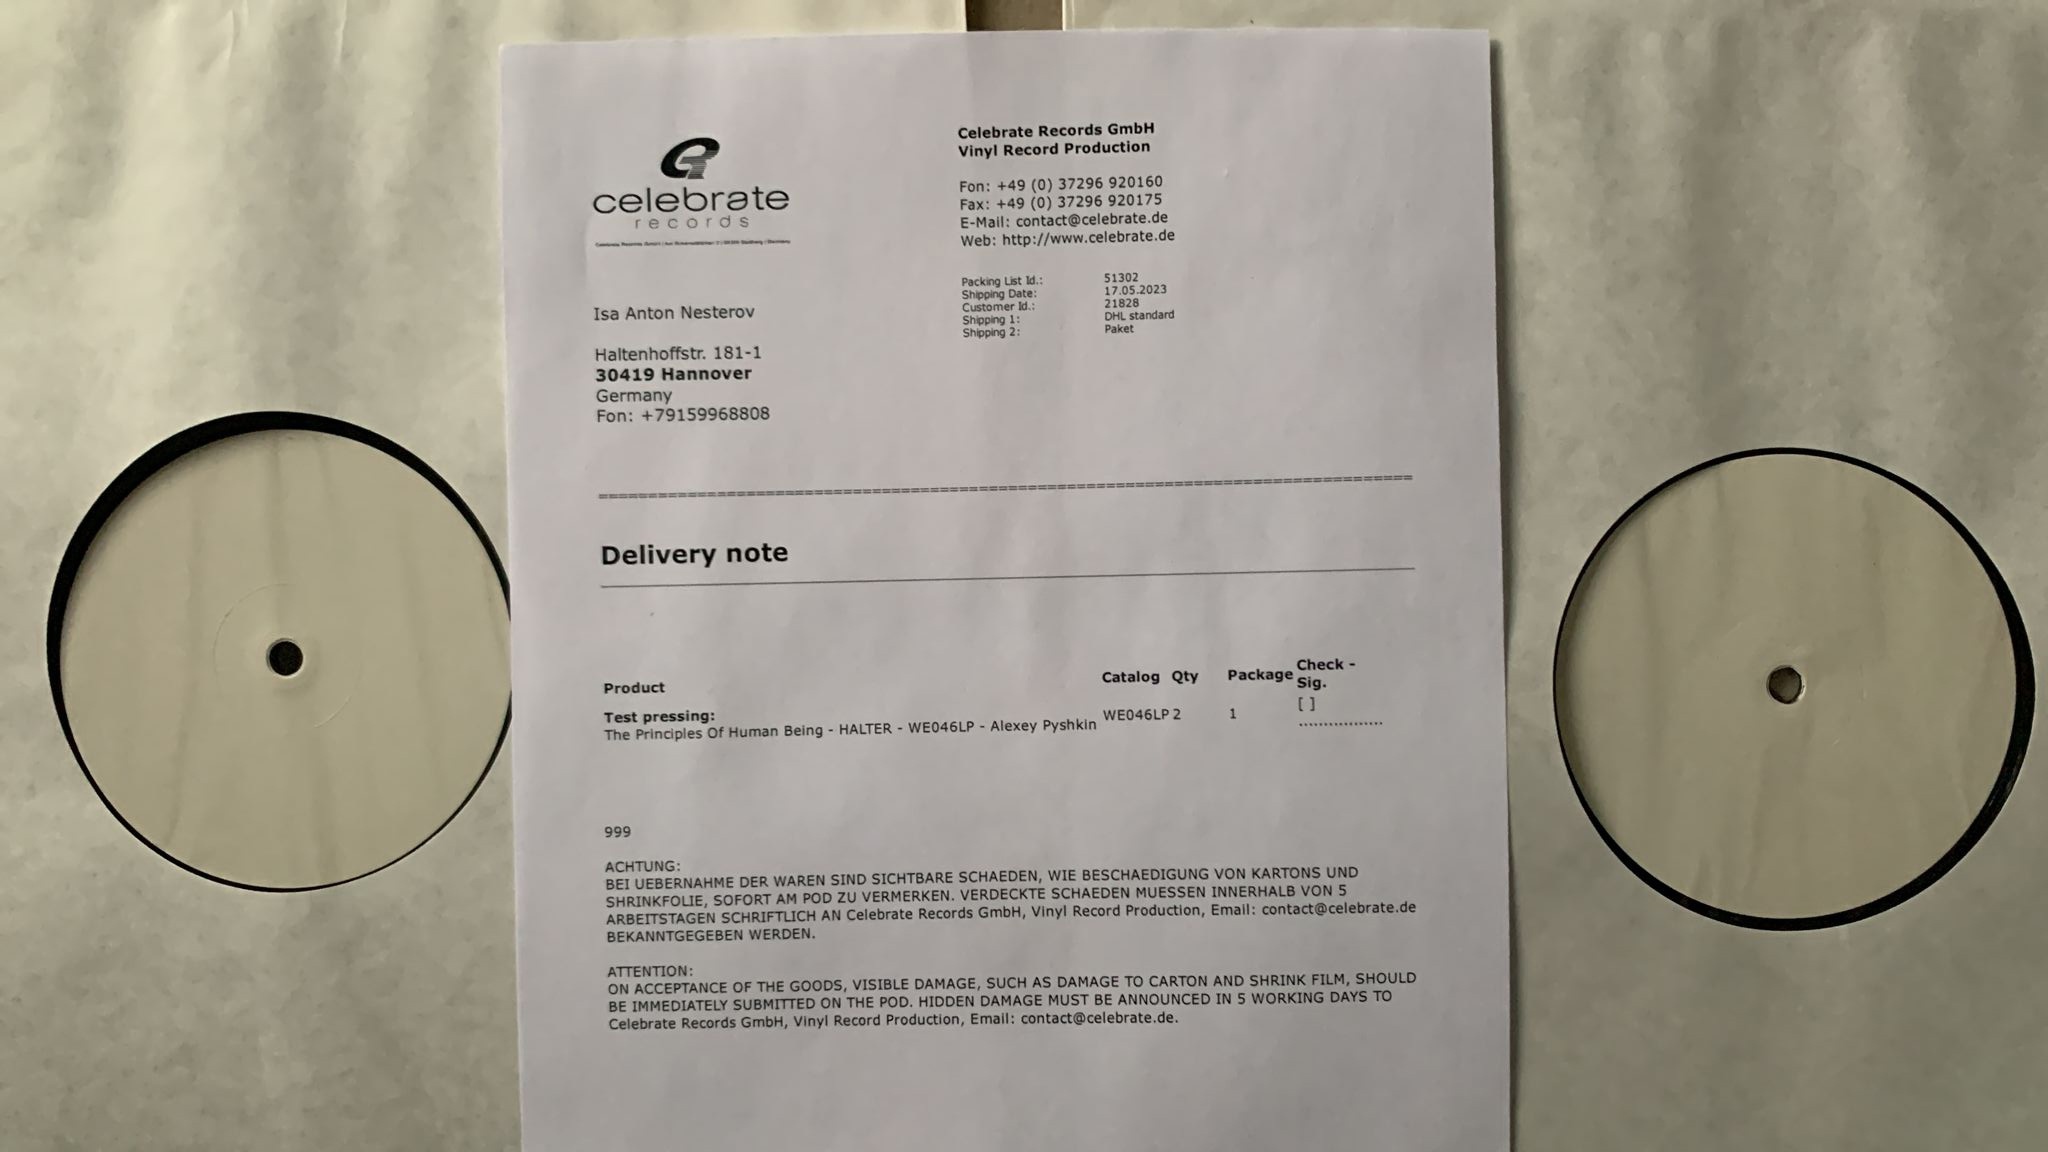 celebrate
records
Celebrate Records GmbH
Vinyl Record Production
Fon: +49 (0) 37296 920160
Fax: +49 (0) 37296 920175
E-Mail: contact@celebrate.de
Web: http://www.celebrate.de
Packing List Id.: 51302
Shipping Date: 17.05.2023
Customer Id.: 21828
Shipping 1: DHL standard
Shipping 2: Paket
Isa Anton Nesterov
Haltenhoffstr. 181-1
30419 Hannover
Germany
Fon: +79159968808
Delivery note
Product Catalog Qty Package Check - Sig.
Test pressing:
The Principles Of Human Being - HALTER - WE046LP - Alexey Pyshkin WE046LP 2 1 [ ]
999
ACHTUNG:
BEI UEBERNAHME DER WAREN SIND SICHTBARE SCHAEDEN, WIE BESCHAEDIGUNG VON KARTONS UND
SHRINKFOLIE, SOFORT AM POD ZU VERMERKEN. VERDECKTE SCHAEDEN MUESSEN INNERHALB VON 5
ARBEITSTAGEN SCHRIFTLICH AN Celebrate Records GmbH, Vinyl Record Production, Email: contact@celebrate.de
BEKANNTGEGEBEN WERDEN.
ATTENTION:
ON ACCEPTANCE OF THE GOODS, VISIBLE DAMAGE, SUCH AS DAMAGE TO CARTON AND SHRINK FILM, SHOULD
BE IMMEDIATELY SUBMITTED ON THE POD. HIDDEN DAMAGE MUST BE ANNOUNCED IN 5 WORKING DAYS TO
Celebrate Records GmbH, Vinyl Record Production, Email: contact@celebrate.de.